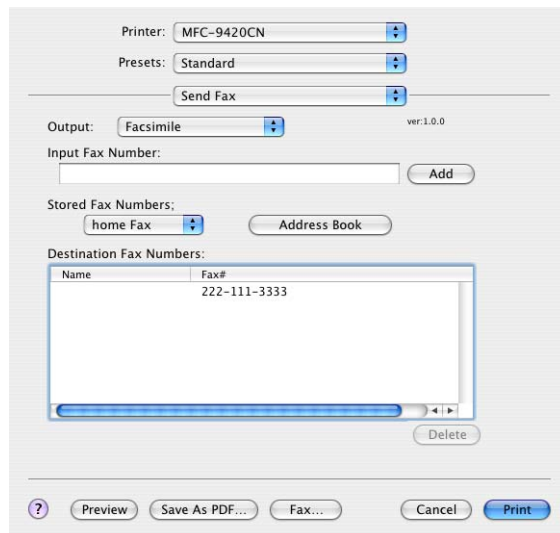 Printer: MFC-9420CN
Presets: Standard
Send Fax
Output: Facsimile ver:1.0.0
Input Fax Number:
Add
Stored Fax Numbers;
home Fax Address Book
Destination Fax Numbers:
Name Fax#
222-111-3333
Delete
? Preview Save As PDF... Fax... Cancel Print